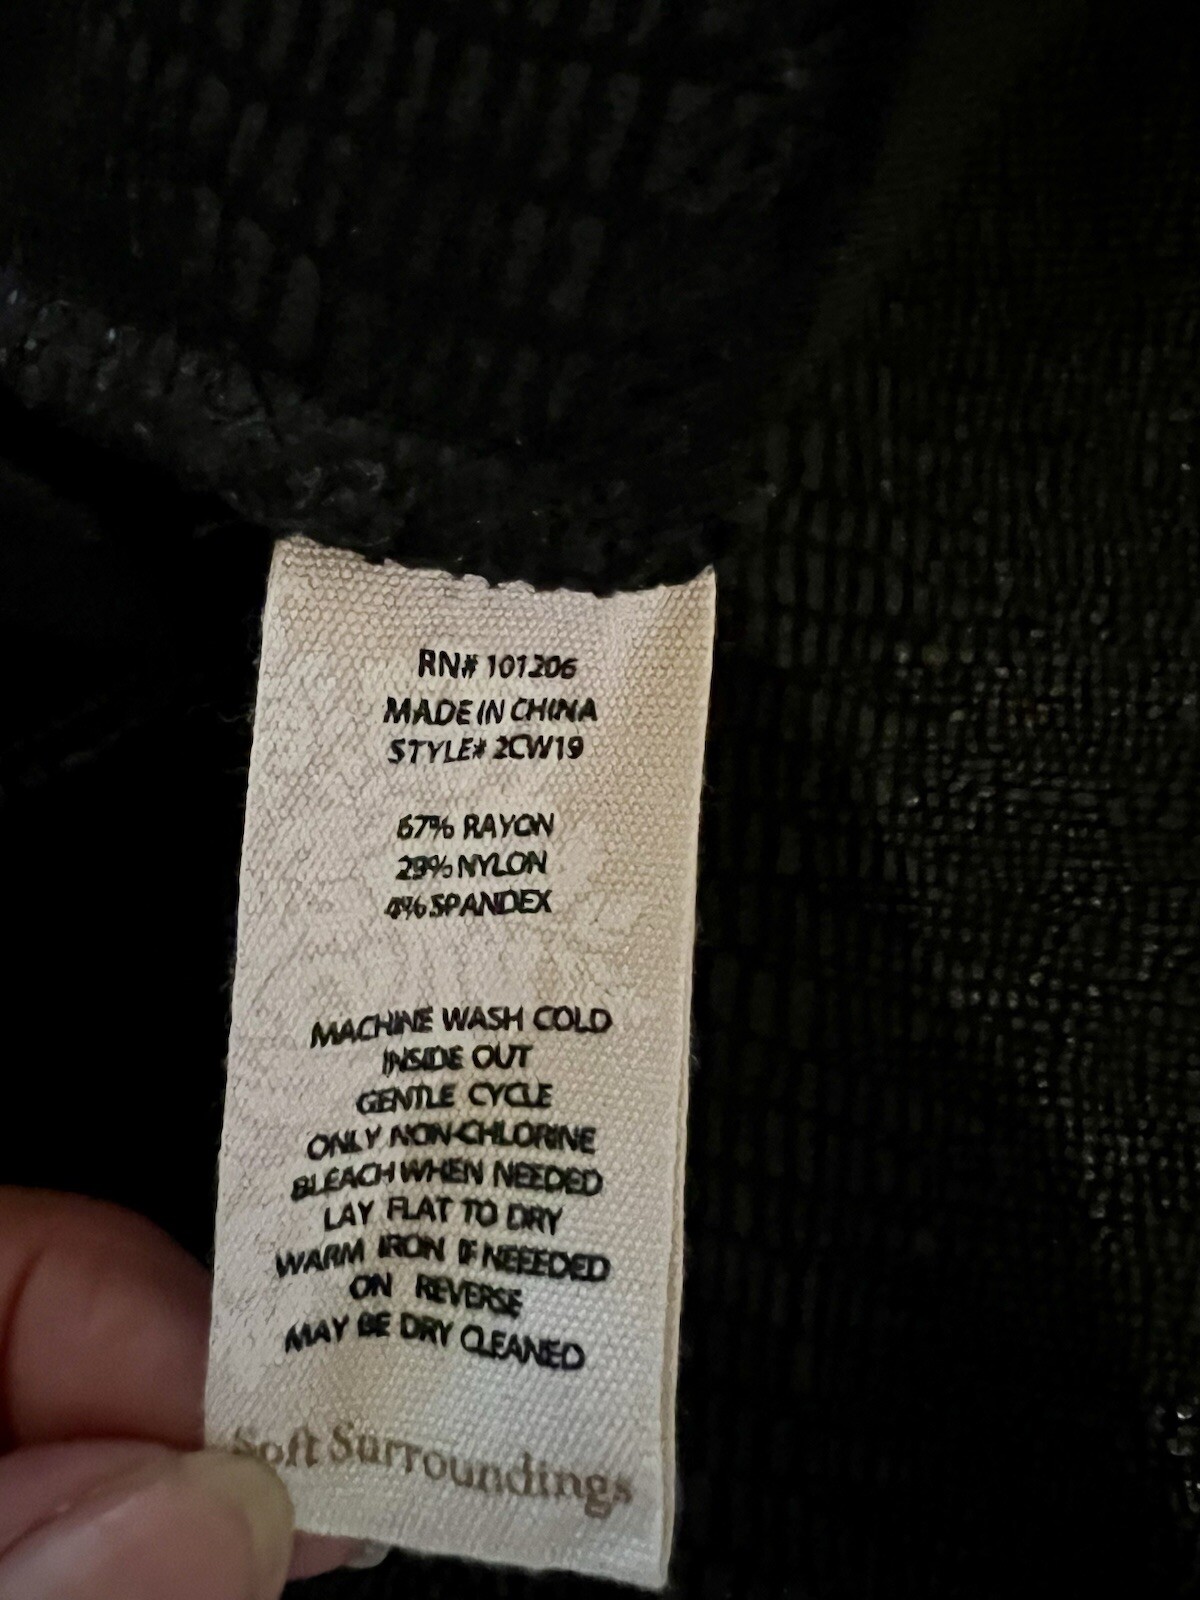 RN# 101206
MADE IN CHINA
STYLE# 2CW19
67% RAYON
29% NYLON
4% SPANDEX
MACHINE WASH COLD
INSIDE OUT
GENTLE CYCLE
ONLY NON-CHLORINE
BLEACH WHEN NEEDED
LAY FLAT TO DRY
WARM IRON IF NEEEDED
ON REVERSE
MAY BE DRY CLEANED
Soft Surroundings